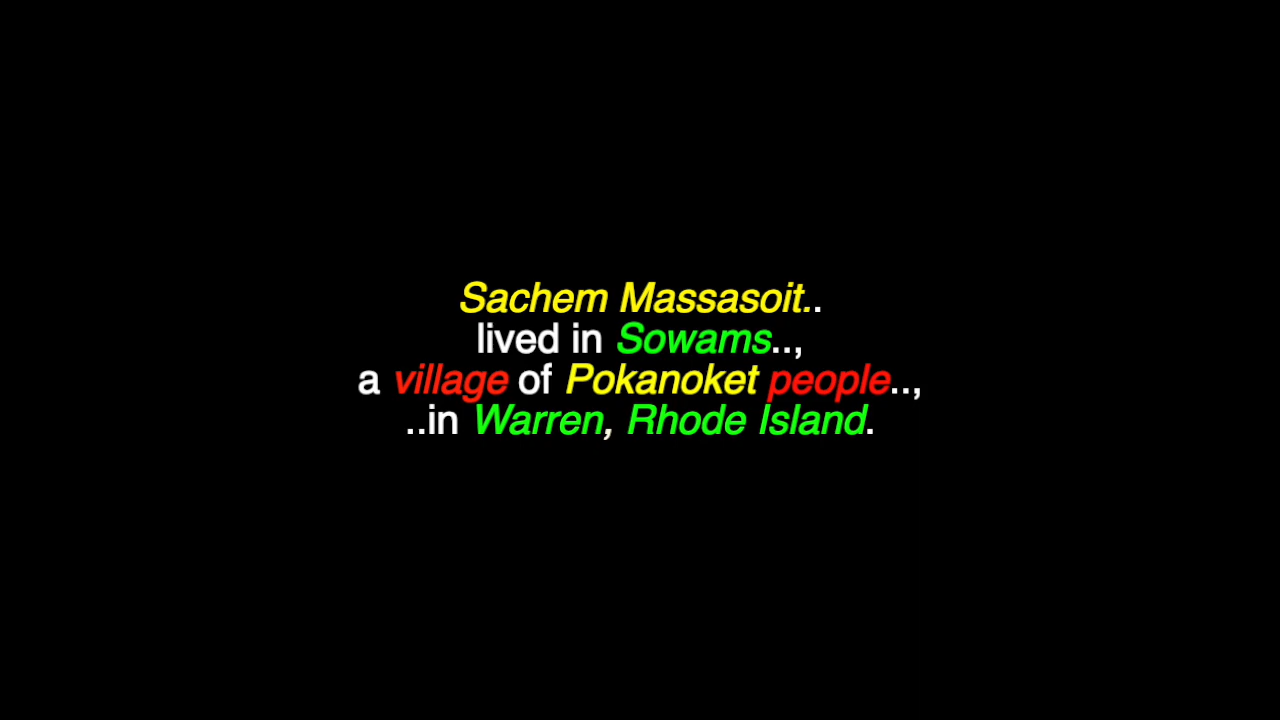 Sachem Massasoit..
lived in Sowams..,
a village of Pokanoket people..,
..in Warren, Rhode Island.